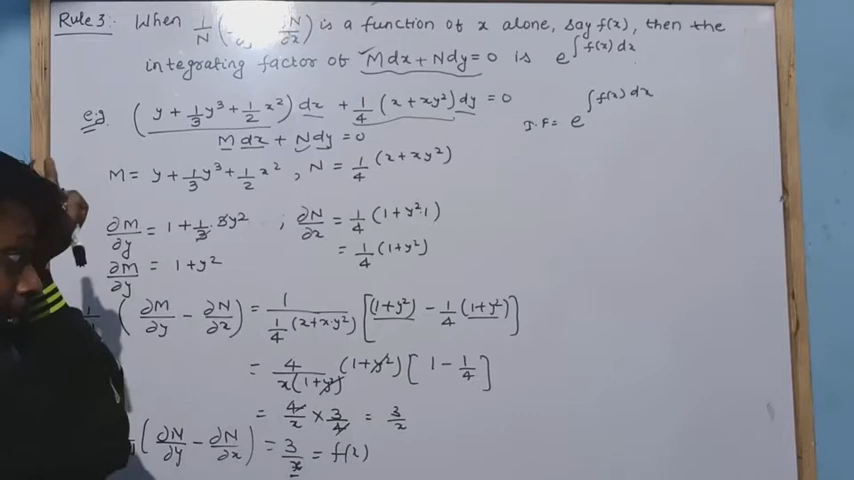 Rule 3:- When 1/N ( ∂N/∂x) is a function of x alone, say f(x), then the
integrating factor of Mdx + Ndy = 0 is e^∫f(x) dx
e.g. (y + 1/3 y³ + 1/2 x²) dx + 1/4 (x + xy²) dy = 0
I.F = e^∫f(x) dx
M dx + N dy = 0
M = y + 1/3 y³ + 1/2 x² , N = 1/4 (x + xy²)
∂M/∂y = 1 + 1/3 · 3y² ; ∂N/∂x = 1/4 (1 + y²·1)
∂M/∂y = 1 + y²
= 1/4 (1 + y²)
(∂M/∂y − ∂N/∂x) = 1/(1/4 (x + xy²)) [(1 + y²) − 1/4 (1 + y²)]
= 4/(x(1 + y²)) (1 + y²) [1 − 1/4]
= 4/x × 3/4 = 3/x
(∂N/∂y − ∂N/∂x) = 3/x = f(x)